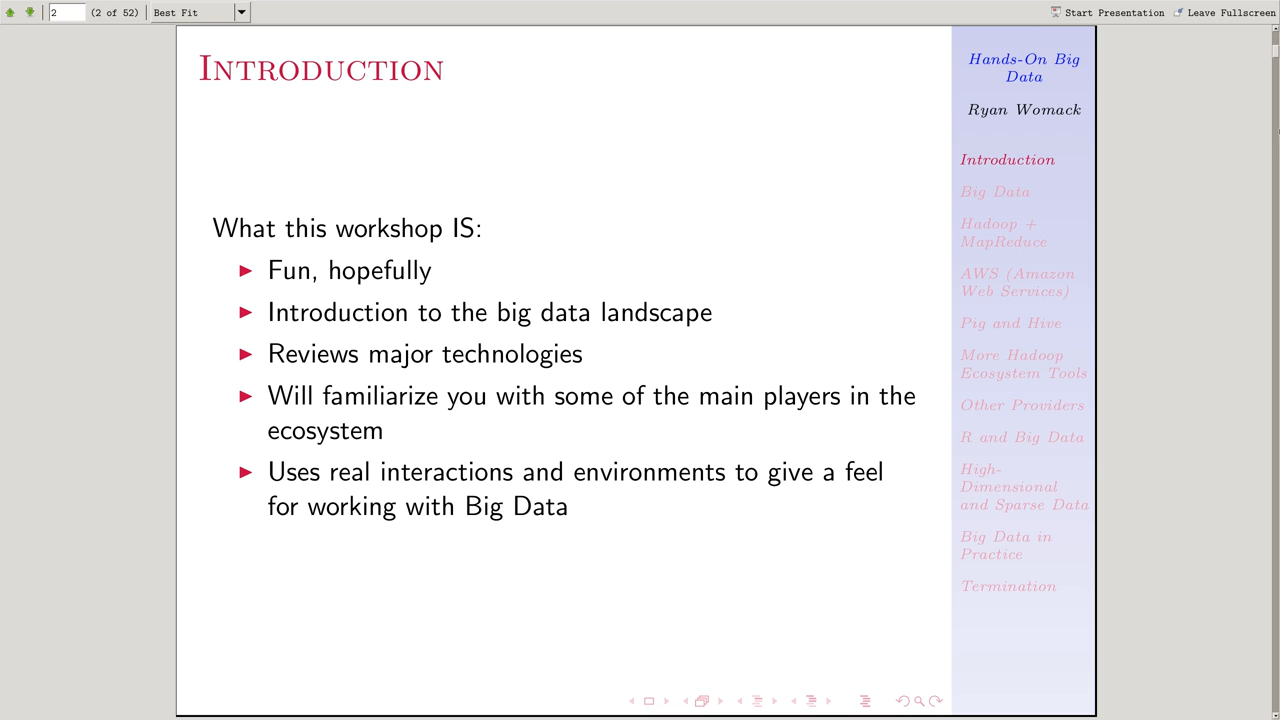 2 (2 of 52) Best Fit Start Presentation Leave Fullscreen
INTRODUCTION
What this workshop IS:
Fun, hopefully
Introduction to the big data landscape
Reviews major technologies
Will familiarize you with some of the main players in the
ecosystem
Uses real interactions and environments to give a feel
for working with Big Data
Hands-On Big
Data
Ryan Womack
Introduction
Big Data
Hadoop +
MapReduce
AWS (Amazon
Web Services)
Pig and Hive
More Hadoop
Ecosystem Tools
Other Providers
R and Big Data
High-
Dimensional
and Sparse Data
Big Data in
Practice
Termination